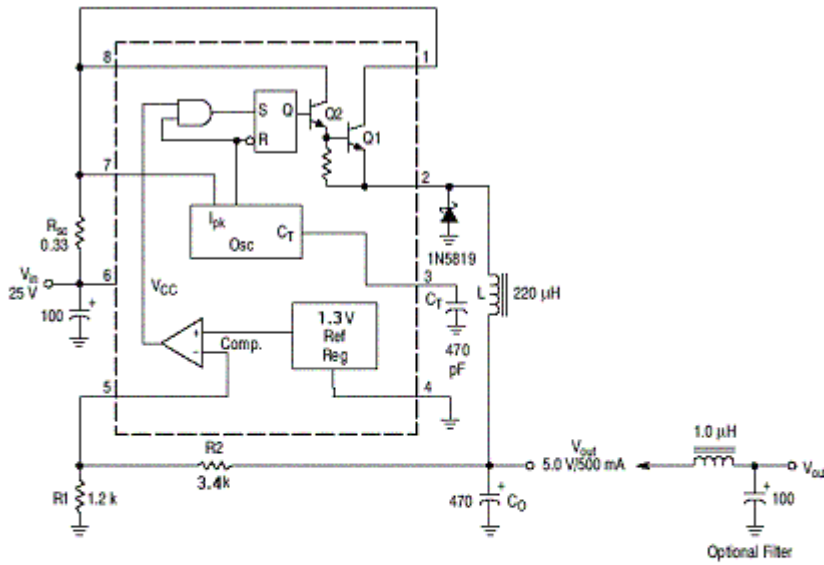 8
1
S Q
Q2
R
Q1
7
2
Ipk
CT
Osc
Rsc
0.33
1N5819
Vin
25 V
6
VCC
3
CT
L
220 µH
100
+
1.3 V
Ref
Reg
+
-
Comp.
470
pF
5
4
R2
3.4k
Vout
5.0 V/500 mA
1.0 µH
Vou
R1
1.2 k
470
+
CO
+
100
Optional Filter